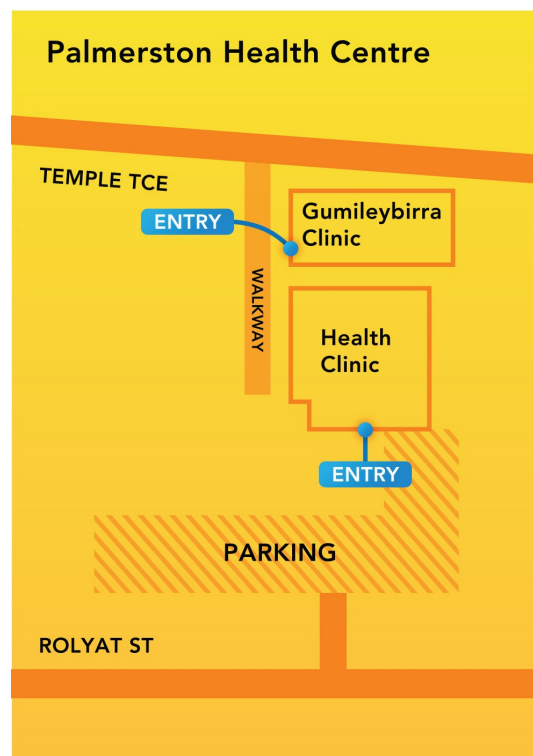 Palmerston Health Centre
TEMPLE TCE
Gumileybirra
Clinic
ENTRY
WALKWAY
Health
Clinic
ENTRY
PARKING
ROLYAT ST